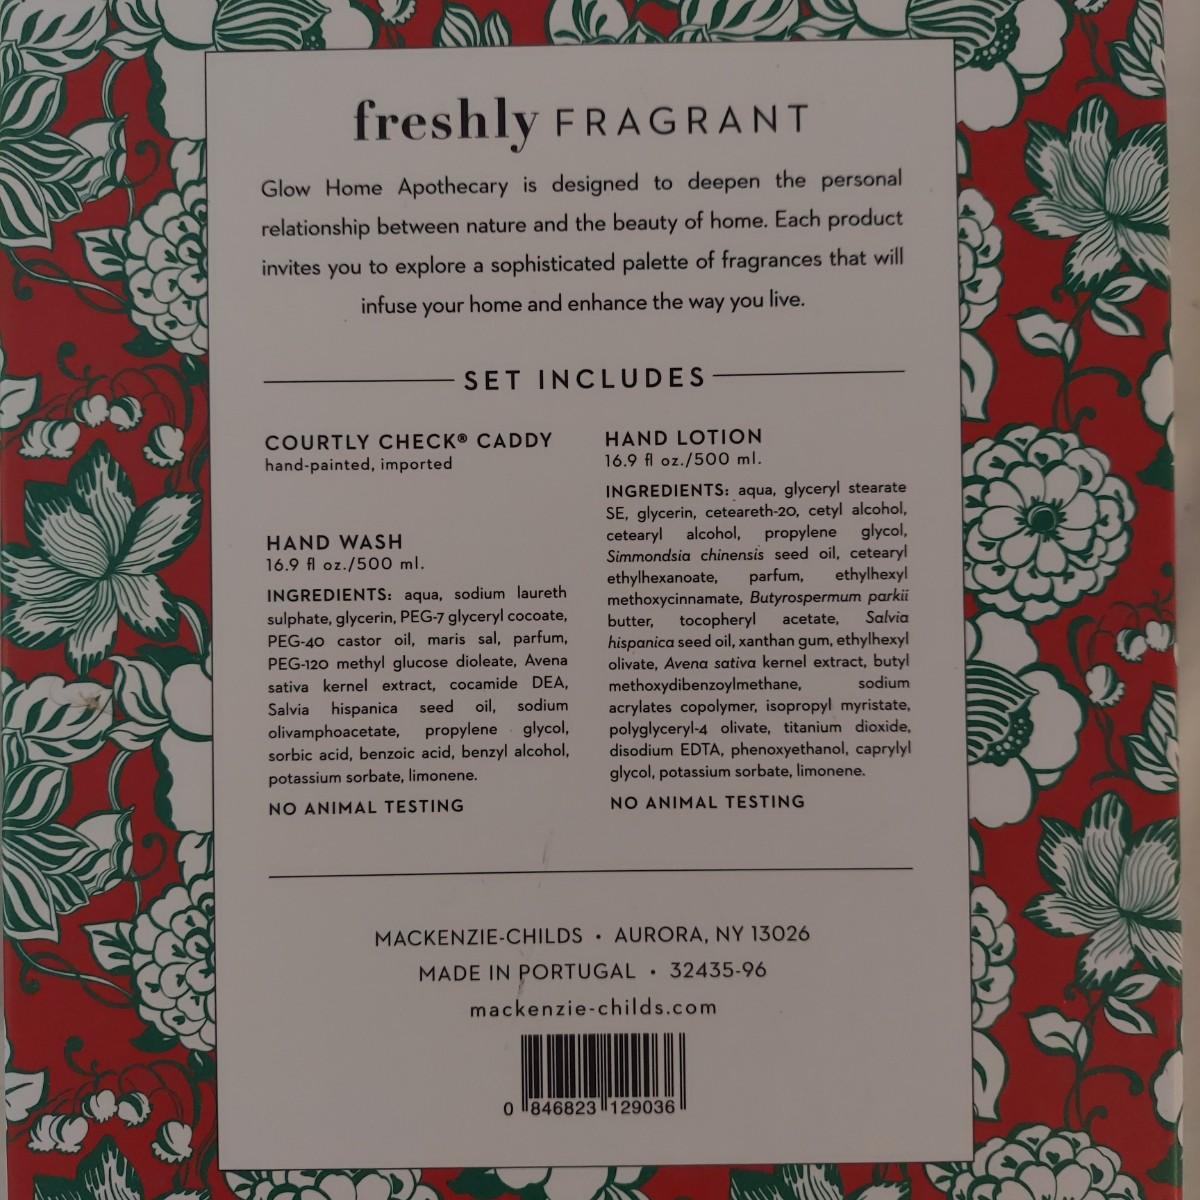 freshly FRAGRANT
Glow Home Apothecary is designed to deepen the personal
relationship between nature and the beauty of home. Each product
invites you to explore a sophisticated palette of fragrances that will
infuse your home and enhance the way you live.
SET INCLUDES
COURTLY CHECK® CADDY
hand-painted, imported
HAND WASH
16.9 fl oz./500 ml.
INGREDIENTS: aqua, sodium laureth
sulphate, glycerin, PEG-7 glyceryl cocoate,
PEG-40 castor oil, maris sal, parfum,
PEG-120 methyl glucose dioleate, Avena
sativa kernel extract, cocamide DEA,
Salvia hispanica seed oil, sodium
olivamphoacetate, propylene glycol,
sorbic acid, benzoic acid, benzyl alcohol,
potassium sorbate, limonene.
NO ANIMAL TESTING
HAND LOTION
16.9 fl oz./500 ml.
INGREDIENTS: aqua, glyceryl stearate
SE, glycerin, ceteareth-20, cetyl alcohol,
cetearyl alcohol, propylene glycol,
Simmondsia chinensis seed oil, cetearyl
ethylhexanoate, parfum, ethylhexyl
methoxycinnamate, Butyrospermum parkii
butter, tocopheryl acetate, Salvia
hispanica seed oil, xanthan gum, ethylhexyl
olivate, Avena sativa kernel extract, butyl
methoxydibenzoylmethane, sodium
acrylates copolymer, isopropyl myristate,
polyglyceryl-4 olivate, titanium dioxide,
disodium EDTA, phenoxyethanol, caprylyl
glycol, potassium sorbate, limonene.
NO ANIMAL TESTING
MACKENZIE-CHILDS • AURORA, NY 13026
MADE IN PORTUGAL • 32435-96
mackenzie-childs.com
0 846823 129036